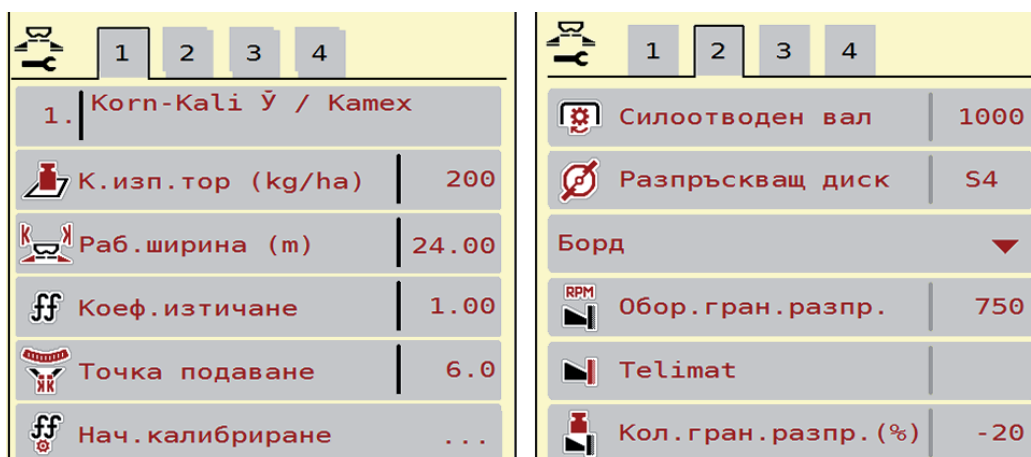 1 2 3 4
1. Korn-Kali Ў / Kamex
К.изп.тор (kg/ha) 200
Раб.ширина (m) 24.00
Коеф.изтичане 1.00
Точка подаване 6.0
Нач.калибриране ...
1 2 3 4
Силоотводен вал 1000
Разпръскващ диск S4
Борд
RPM
Обор.гран.разпр. 750
Telimat
Кол.гран.разпр.(%) -20